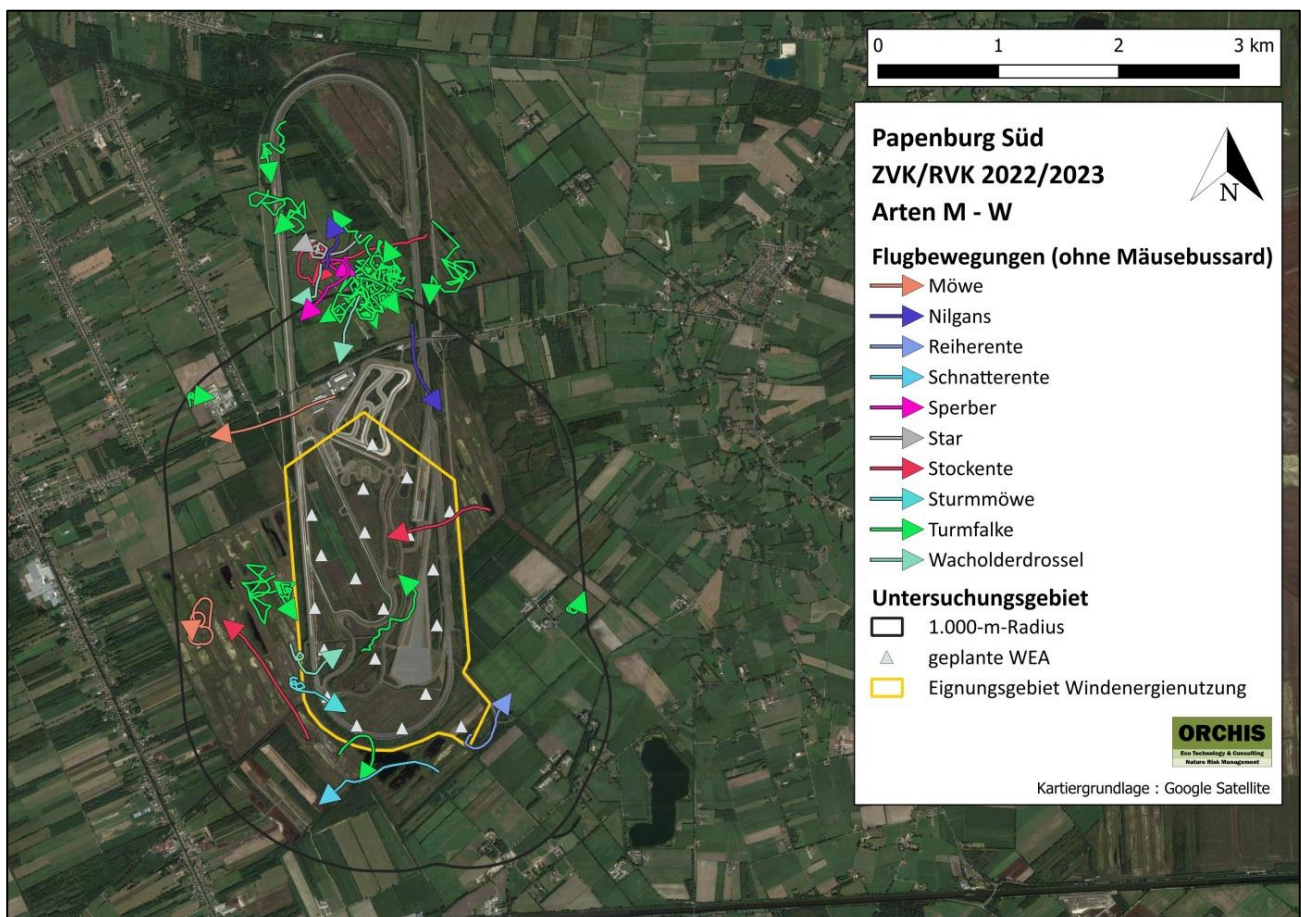 0 1 2 3 km
Papenburg Süd
ZVK/RVK 2022/2023
Arten M - W
N
Flugbewegungen (ohne Mäusebussard)
Möwe
Nilgans
Reiherente
Schnatterente
Sperber
Star
Stockente
Sturmmöwe
Turmfalke
Wacholderdrossel
Untersuchungsgebiet
1.000-m-Radius
geplante WEA
Eignungsgebiet Windenergienutzung
ORCHIS
Eco Technology & Consulting
Nature Risk Management
Kartiergrundlage : Google Satellite